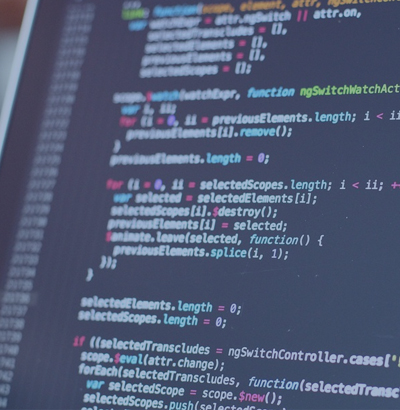 function(scope, element, attr, ngSwitchController
var watchExpr = attr.ngSwitch || attr.on,
selectedTranscludes = [],
selectedElements = [],
previousElements = [],
selectedScopes = [];
scope.$watch(watchExpr, function ngSwitchWatchAct
var i, ii;
for (i = 0, ii = previousElements.length; i < ii
previousElements[i].remove();
}
previousElements.length = 0;
for (i = 0, ii = selectedScopes.length; i < ii; +
var selected = selectedElements[i];
selectedScopes[i].$destroy();
previousElements[i] = selected;
$animate.leave(selected, function() {
previousElements.splice(i, 1);
});
}
selectedElements.length = 0;
selectedScopes.length = 0;
if ((selectedTranscludes = ngSwitchController.cases['
scope.$eval(attr.change);
forEach(selectedTranscludes, function(selectedTransc
var selectedScope = scope.$new();
selectedScopes.push(selectedScope